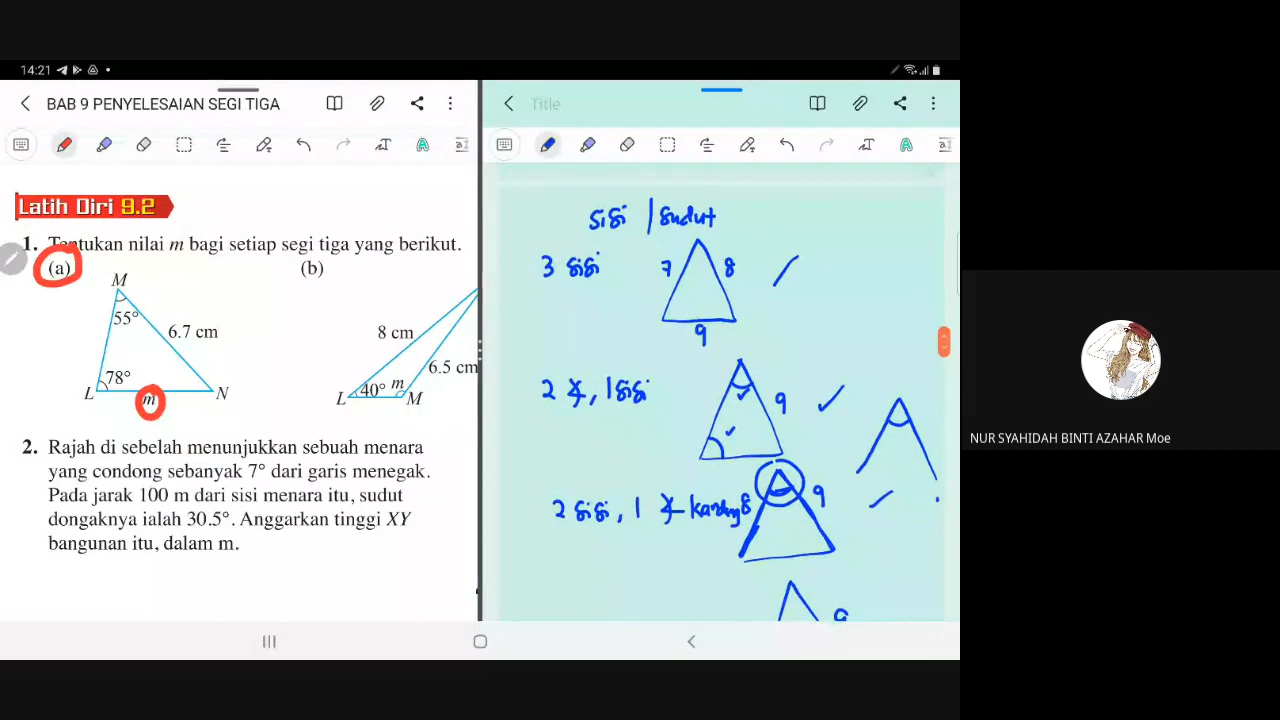 14:21
BAB 9 PENYELESAIAN SEGI TIGA
Title
Latih Diri 9.2
1. Tentukan nilai m bagi setiap segi tiga yang berikut.
(a)
(b)
M
55°
6.7 cm
78°
L
m
N
8 cm
6.5 cm
40°
m
L
M
2. Rajah di sebelah menunjukkan sebuah menara
yang condong sebanyak 7° dari garis menegak.
Pada jarak 100 m dari sisi menara itu, sudut
dongaknya ialah 30.5°. Anggarkan tinggi XY
bangunan itu, dalam m.
sisi | sudut
3 sisi
7
8
9
2 ∡, 1 sisi
9
2 sisi, 1 ∡ kandung
8
9
9
NUR SYAHIDAH BINTI AZAHAR Moe